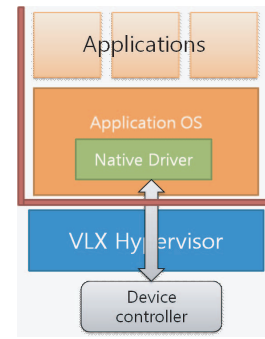 Applications
Application OS
Native Driver
VLX Hypervisor
Device
controller